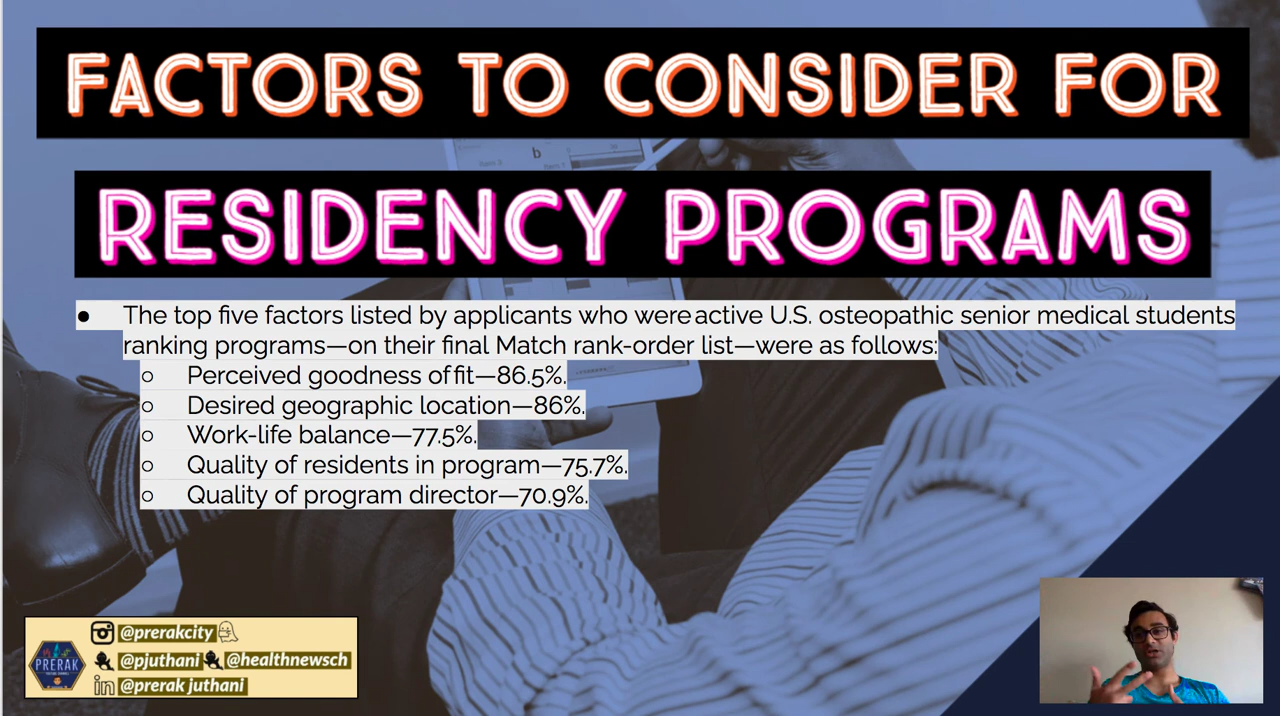 FACTORS TO CONSIDER FOR
RESIDENCY PROGRAMS
b
● The top five factors listed by applicants who were active U.S. osteopathic senior medical students
ranking programs—on their final Match rank-order list—were as follows:
○ Perceived goodness of fit—86.5%.
○ Desired geographic location—86%.
○ Work-life balance—77.5%.
○ Quality of residents in program—75.7%.
○ Quality of program director—70.9%.
@prerakcity
PRERAK
@pjuthani @healthnewsch
in @prerak juthani